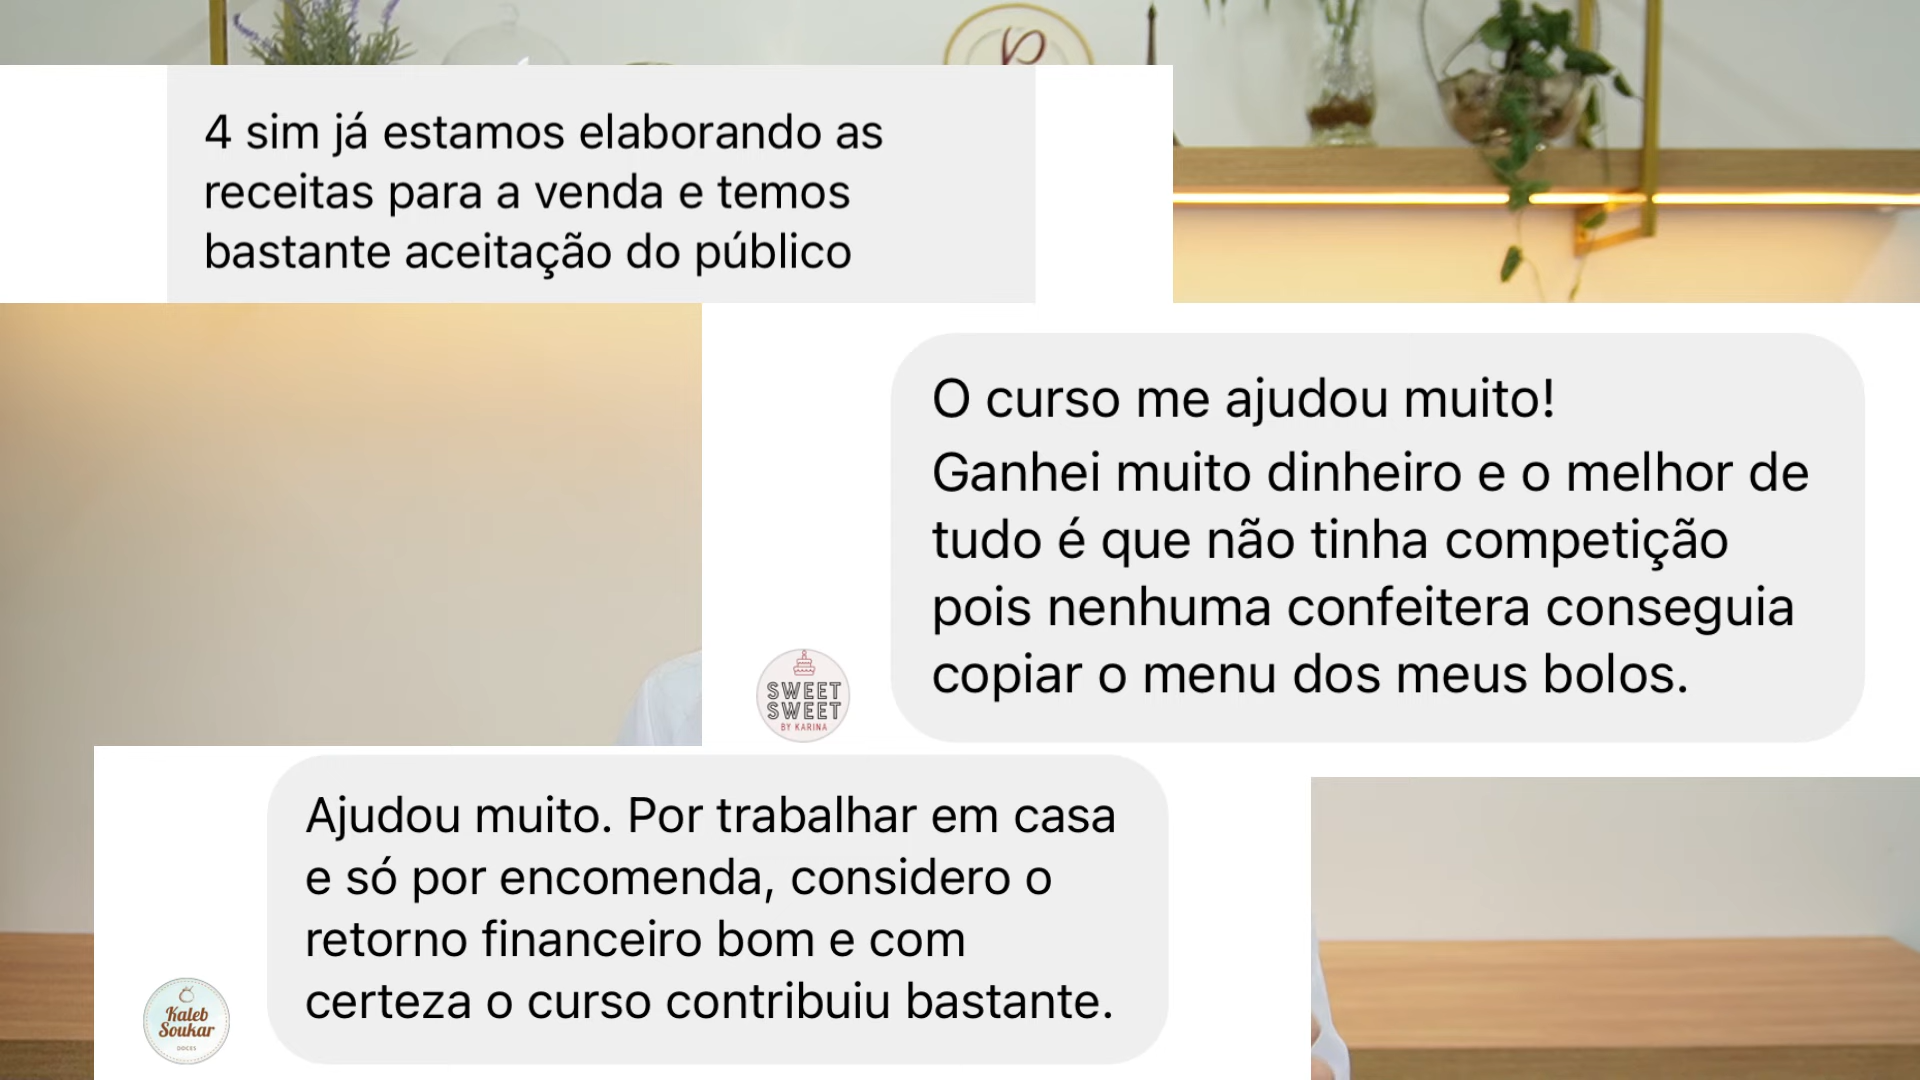 4 sim já estamos elaborando as
receitas para a venda e temos
bastante aceitação do público
O curso me ajudou muito!
Ganhei muito dinheiro e o melhor de
tudo é que não tinha competição
pois nenhuma confeitera conseguia
copiar o menu dos meus bolos.
SWEET
SWEET
BY KARINA
Ajudou muito. Por trabalhar em casa
e só por encomenda, considero o
retorno financeiro bom e com
certeza o curso contribuiu bastante.
Kaleb
Soukar
DOCES